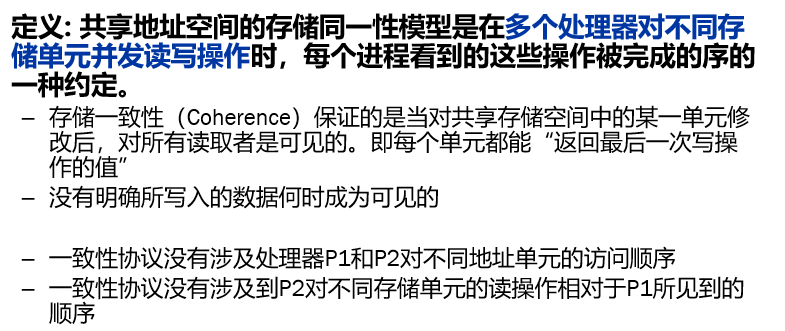 定义: 共享地址空间的存储同一性模型是在多个处理器对不同存
储单元并发读写操作时，每个进程看到的这些操作被完成的序的
一种约定。
– 存储一致性（Coherence）保证的是当对共享存储空间中的某一单元修
改后，对所有读取者是可见的。即每个单元都能“返回最后一次写操
作的值”
– 没有明确所写入的数据何时成为可见的
– 一致性协议没有涉及处理器P1和P2对不同地址单元的访问顺序
– 一致性协议没有涉及到P2对不同存储单元的读操作相对于P1所见到的
顺序